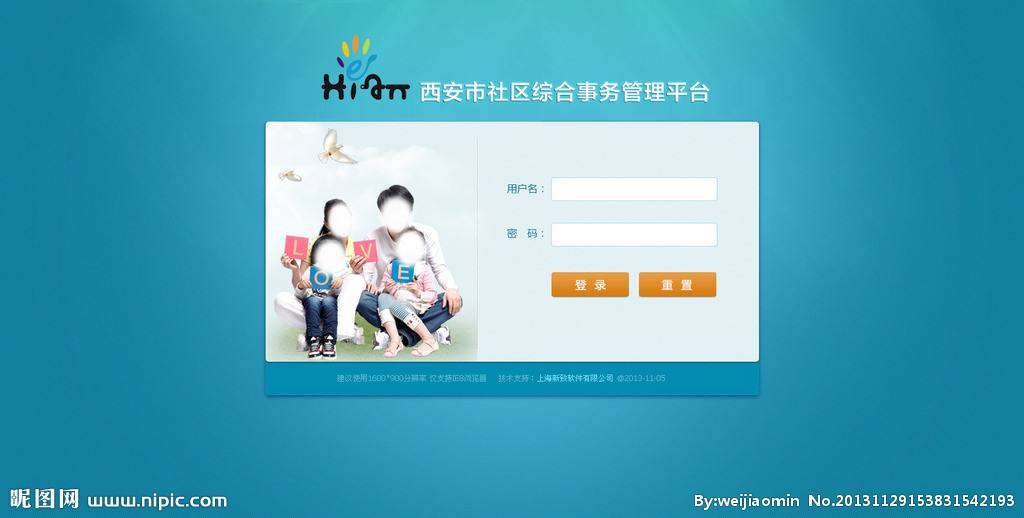 Hi An
西安市社区综合事务管理平台
用户名：
密 码：
L
O
V
E
登 录
重 置
建议使用1600*900分辨率 仅支持IE8浏览器 技术支持：上海新致软件有限公司 @2013-11-05
昵图网 www.nipic.com
By:weijiaomin No.20131129153831542193